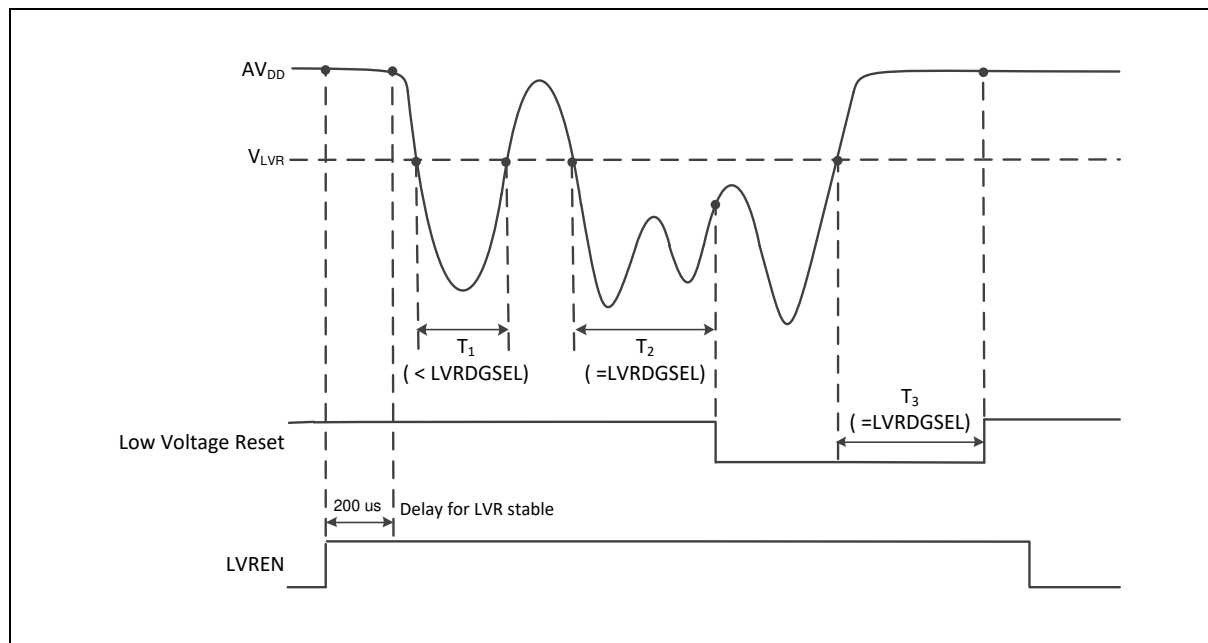 AVDD
VLVR
T1
( < LVRDGSEL)
T2
( =LVRDGSEL)
T3
( =LVRDGSEL)
Low Voltage Reset
200 us
Delay for LVR stable
LVREN